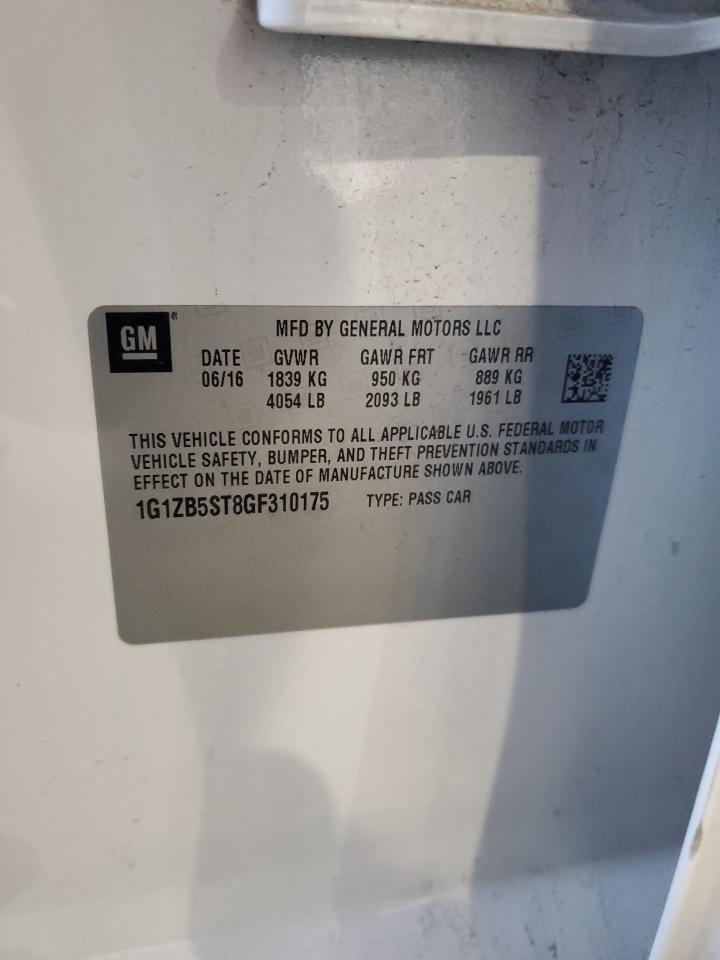 GM ®
MFD BY GENERAL MOTORS LLC
DATE GVWR GAWR FRT GAWR RR
06/16 1839 KG 950 KG 889 KG
4054 LB 2093 LB 1961 LB
THIS VEHICLE CONFORMS TO ALL APPLICABLE U.S. FEDERAL MOTOR
VEHICLE SAFETY, BUMPER, AND THEFT PREVENTION STANDARDS IN
EFFECT ON THE DATE OF MANUFACTURE SHOWN ABOVE.
1G1ZB5ST8GF310175 TYPE: PASS CAR